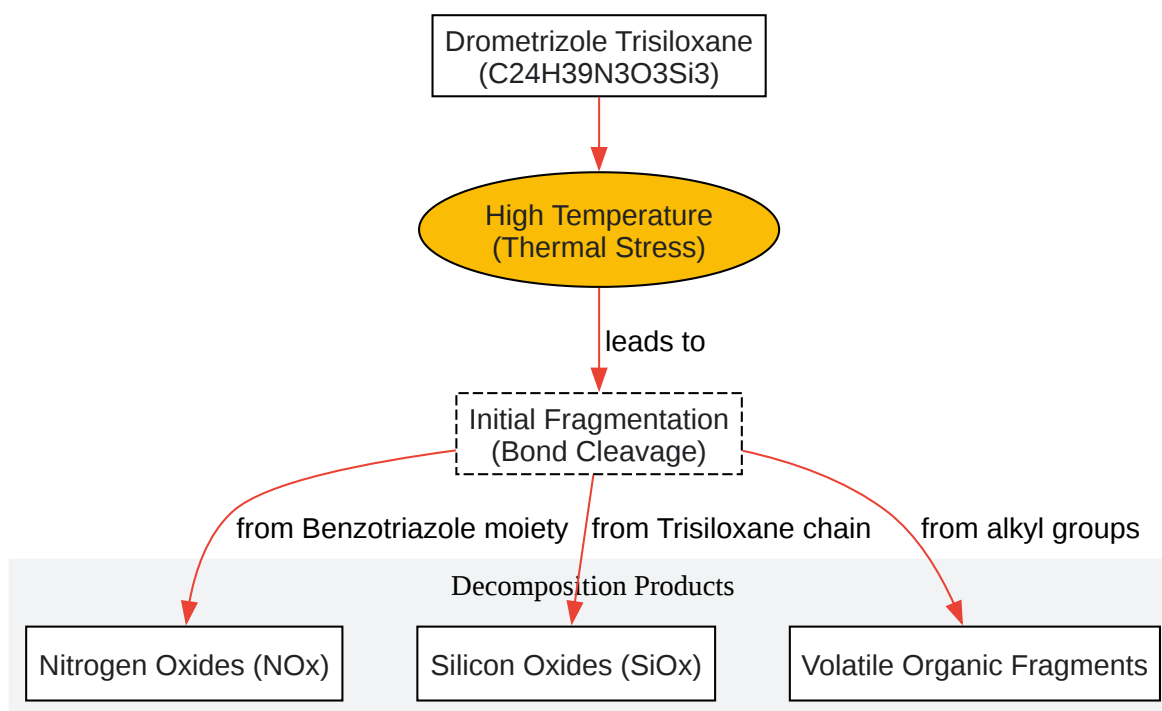 Drometrizole Trisiloxane
(C24H39N3O3Si3)
High Temperature
(Thermal Stress)
leads to
Initial Fragmentation
(Bond Cleavage)
from Benzotriazole moiety
from Trisiloxane chain
from alkyl groups
Decomposition Products
Nitrogen Oxides (NOx)
Silicon Oxides (SiOx)
Volatile Organic Fragments